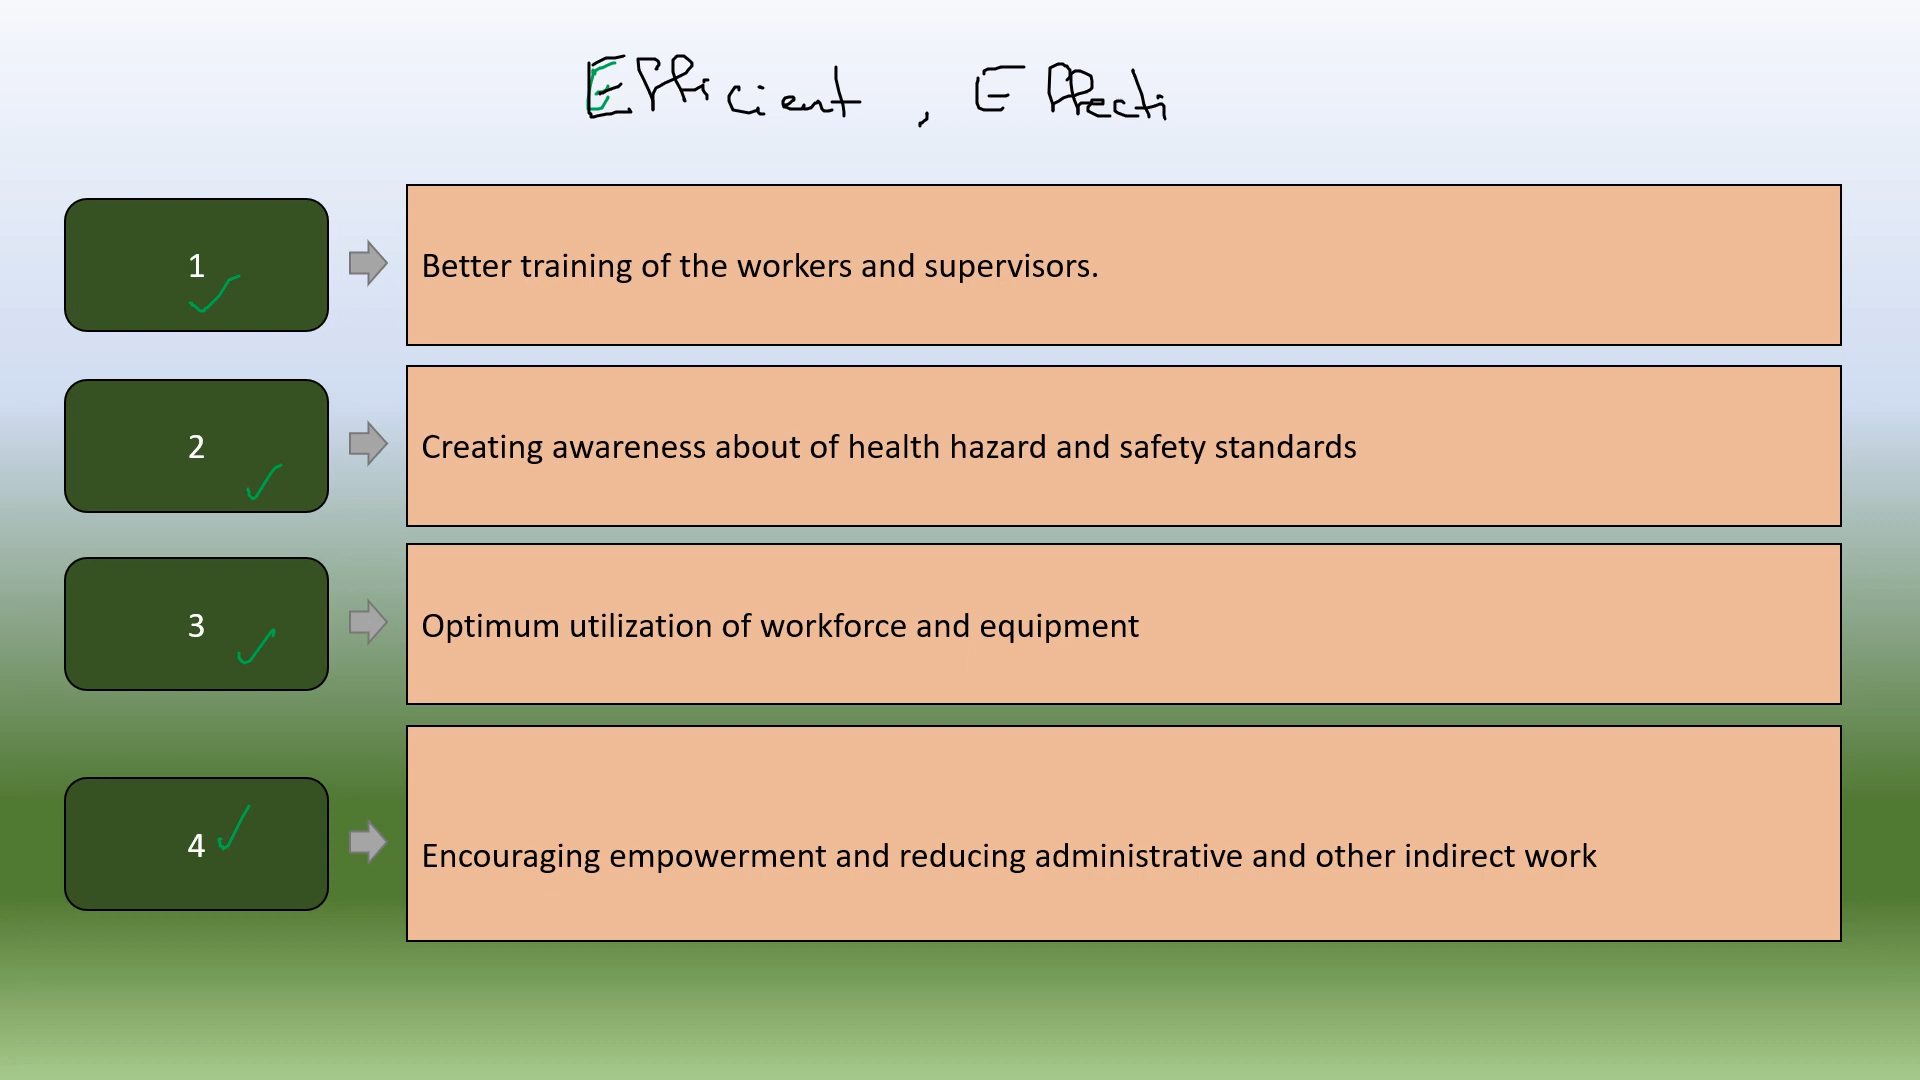 Efficient , Effecti
1
Better training of the workers and supervisors.
2
Creating awareness about of health hazard and safety standards
3
Optimum utilization of workforce and equipment
4
Encouraging empowerment and reducing administrative and other indirect work